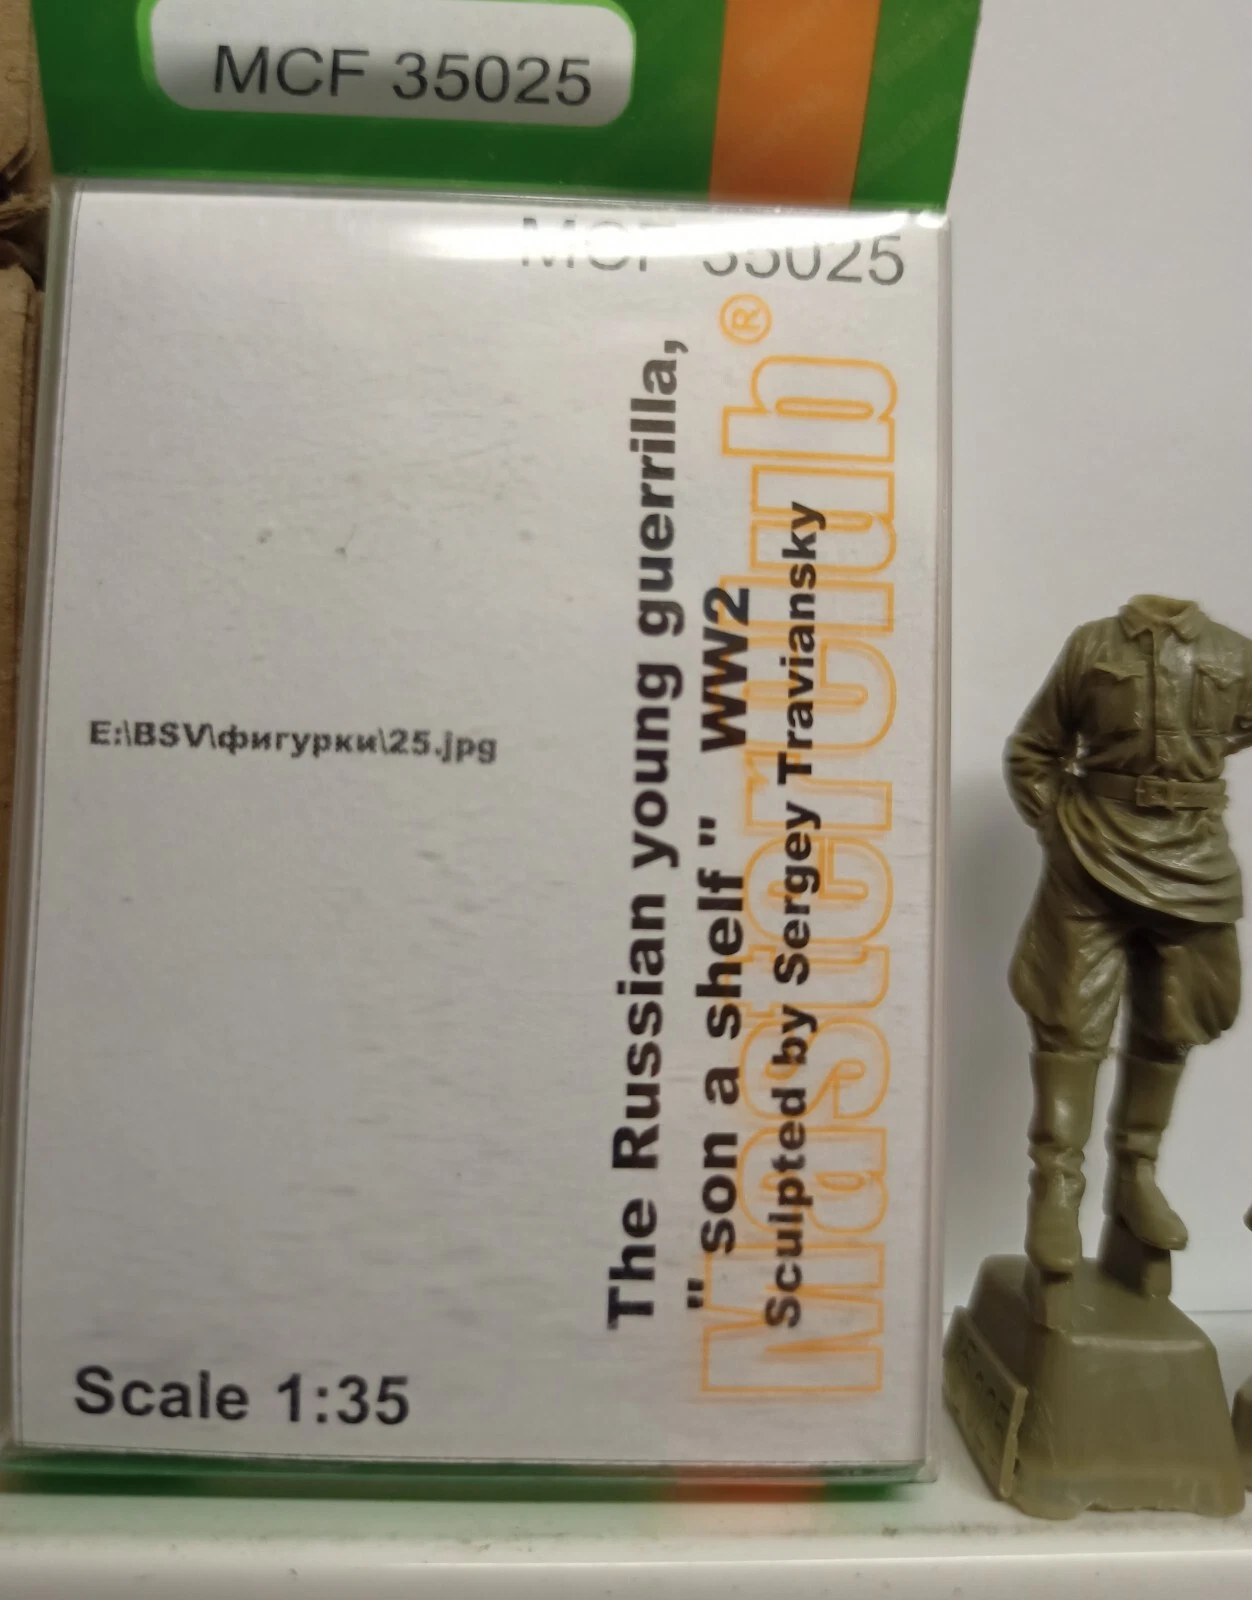 MCF 35025
MCF 35025
Masterclub®
The Russian young guerrilla,
" son a shelf " WW2
Sculpted by Sergey Traviansky
E:\BSV\фигурки\25.jpg
Scale 1:35